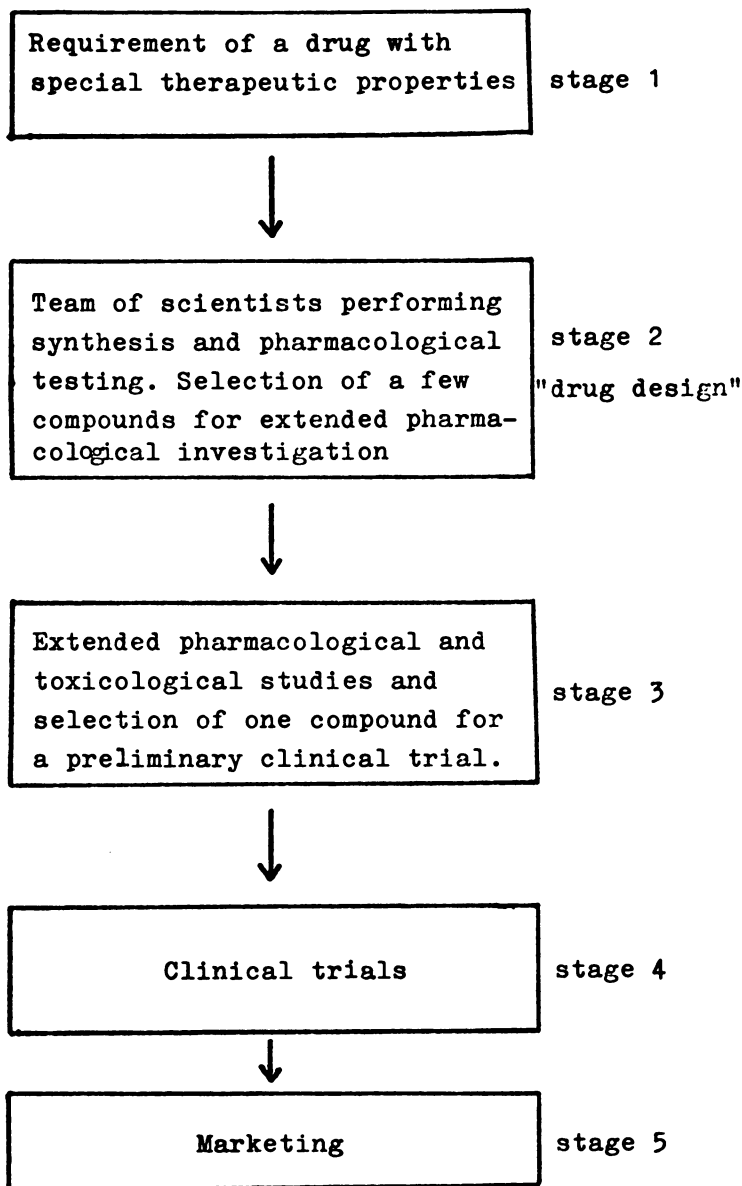 Requirement of a drug with
special therapeutic properties
stage 1
Team of scientists performing
synthesis and pharmacological
testing. Selection of a few
compounds for extended pharma-
cological investigation
stage 2
"drug design"
Extended pharmacological and
toxicological studies and
selection of one compound for
a preliminary clinical trial.
stage 3
Clinical trials
stage 4
Marketing
stage 5